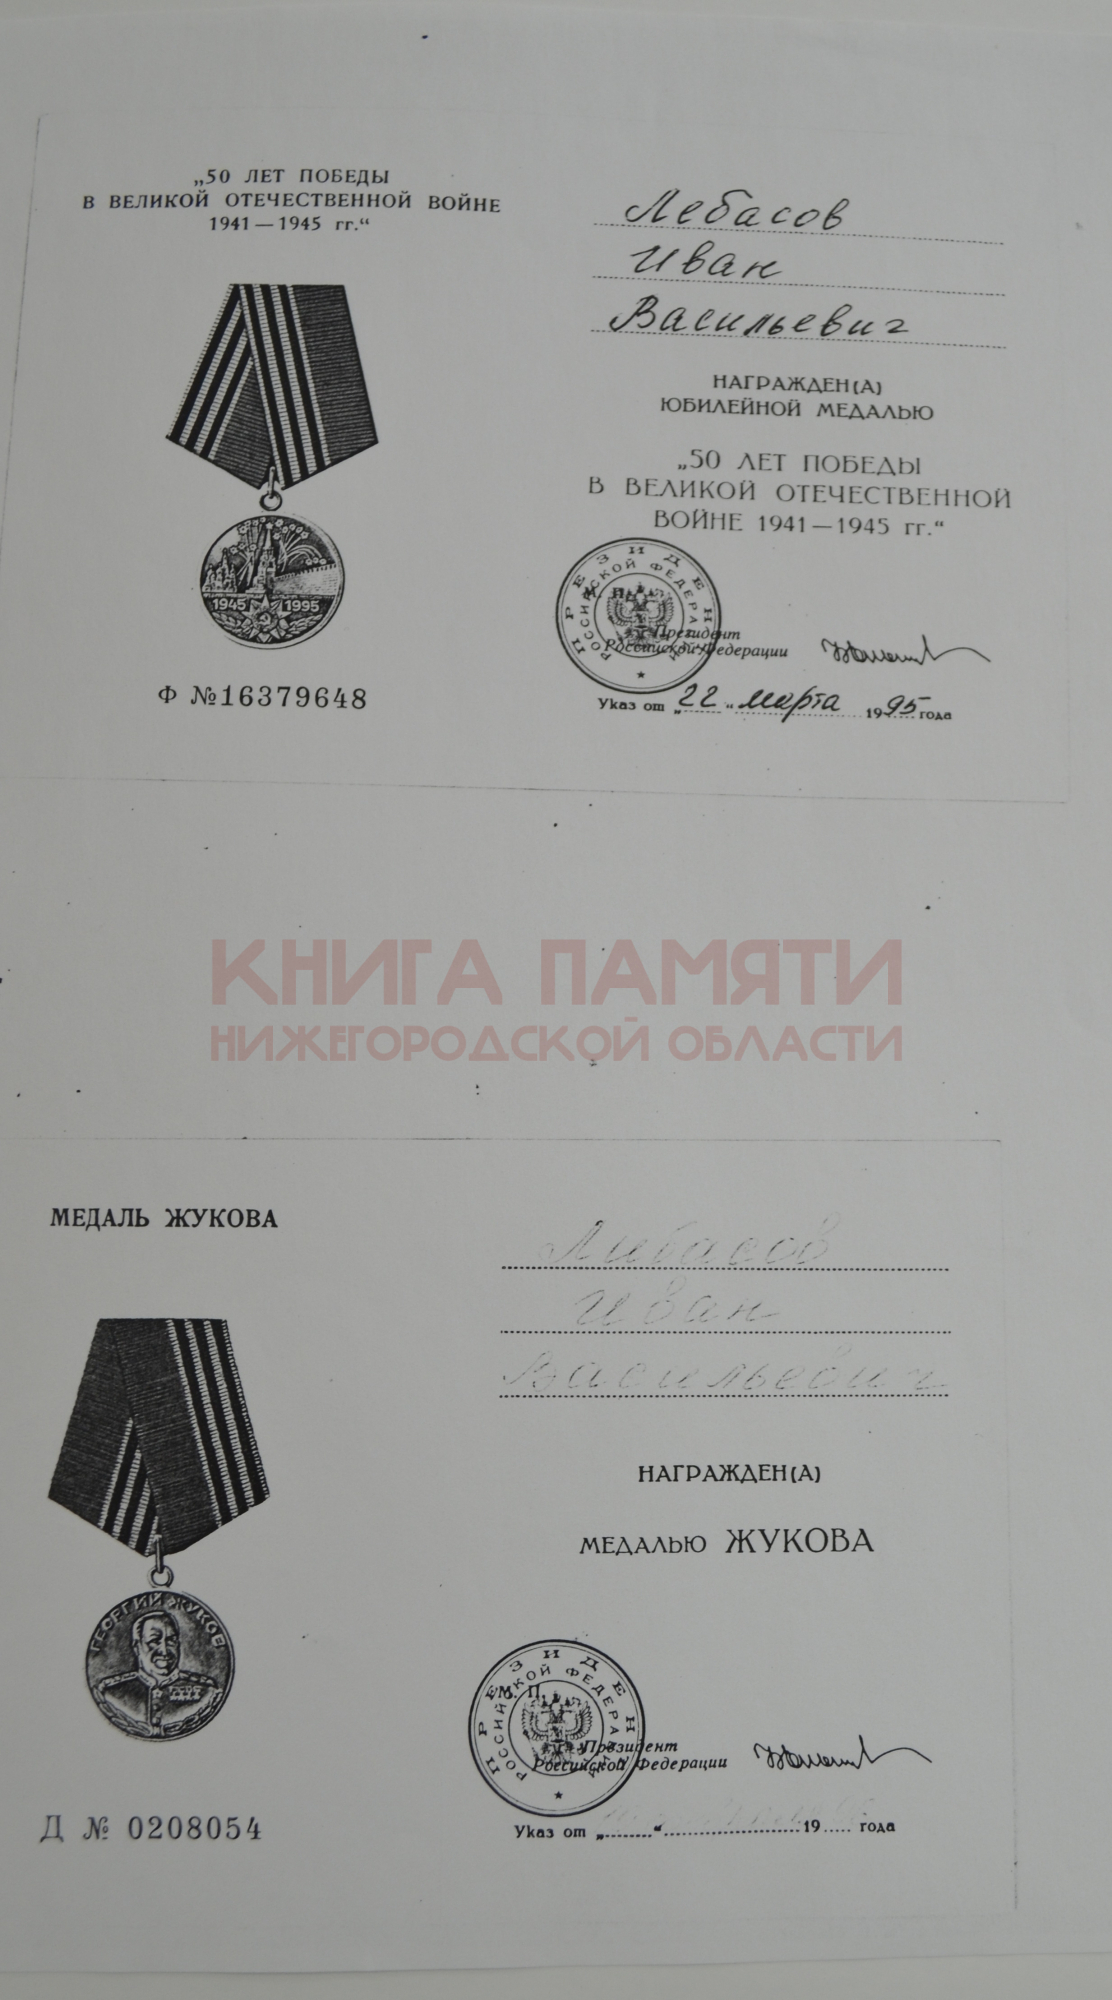 „50 ЛЕТ ПОБЕДЫ
В ВЕЛИКОЙ ОТЕЧЕСТВЕННОЙ ВОЙНЕ
1941—1945 гг.“
1945 1995
Ф №16379648
Лебасов
Иван
Васильевич
НАГРАЖДЕН(А)
ЮБИЛЕЙНОЙ МЕДАЛЬЮ
„50 ЛЕТ ПОБЕДЫ
В ВЕЛИКОЙ ОТЕЧЕСТВЕННОЙ
ВОЙНЕ 1941—1945 гг.“
ПРЕЗИДЕН
РОССИЙСКОЙ ФЕДЕРАЦИИ
М. П.
Президент
Российской Федерации
Указ от „22“ марта 1995 года
КНИГА ПАМЯТИ
НИЖЕГОРОДСКОЙ ОБЛАСТИ
МЕДАЛЬ ЖУКОВА
ГЕОРГИЙ ЖУКОВ
Д № 0208054
Либасов
Иван
Васильевич
НАГРАЖДЕН(А)
МЕДАЛЬЮ ЖУКОВА
ПРЕЗИДЕН
РОССИЙСКОЙ ФЕДЕРАЦИИ
М. П.
Президент
Российской Федерации
Указ от „ “ 19 года